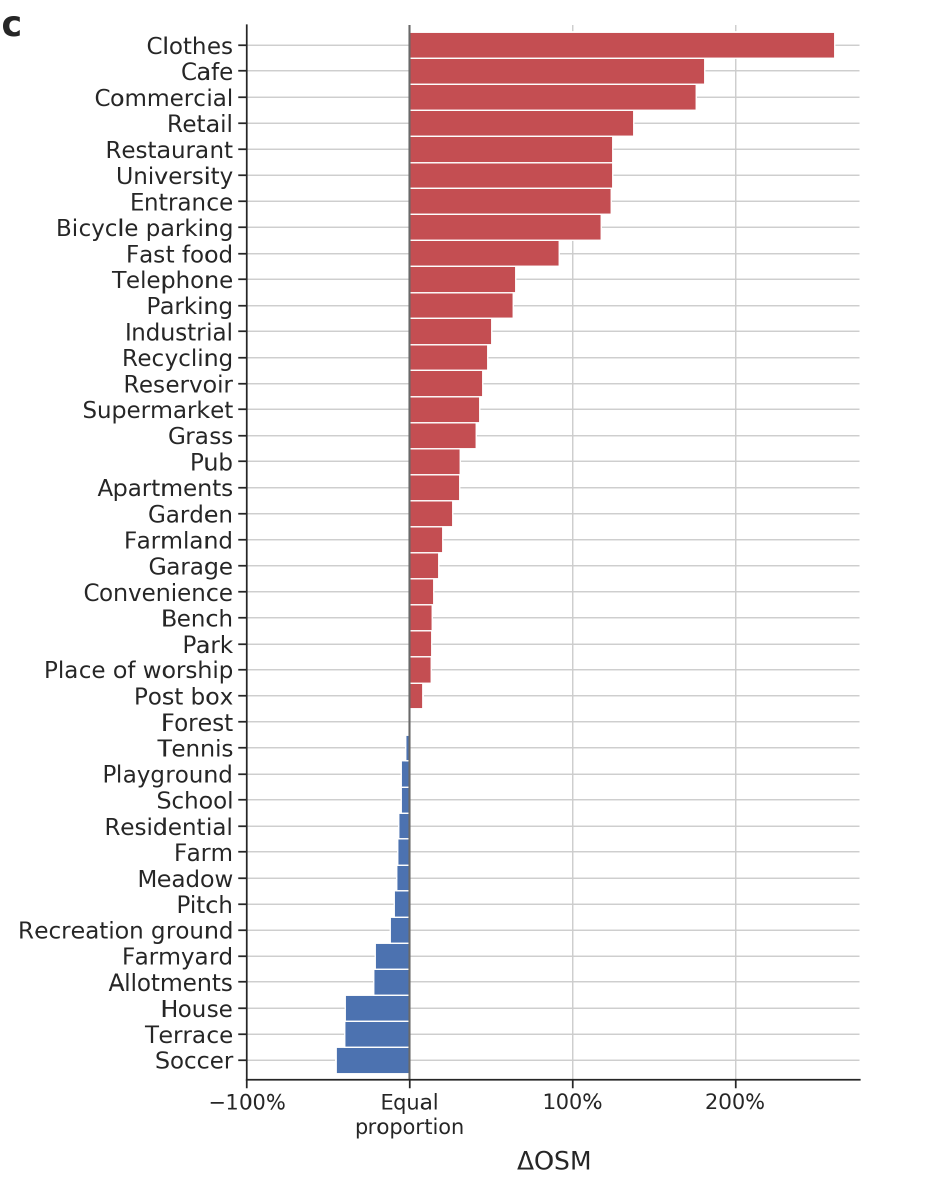 c
Clothes
Cafe
Commercial
Retail
Restaurant
University
Entrance
Bicycle parking
Fast food
Telephone
Parking
Industrial
Recycling
Reservoir
Supermarket
Grass
Pub
Apartments
Garden
Farmland
Garage
Convenience
Bench
Park
Place of worship
Post box
Forest
Tennis
Playground
School
Residential
Farm
Meadow
Pitch
Recreation ground
Farmyard
Allotments
House
Terrace
Soccer
−100% Equal 100% 200%
proportion
ΔOSM